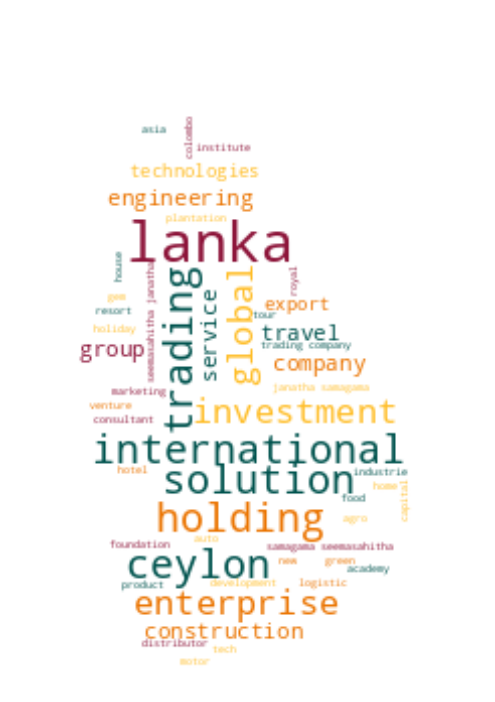 asia
colombo
institute
technologies
engineering
plantation
lanka
house
seemasahitha janatha
trading
service
global
royal
gem
resort
holiday
group
export
tour
travel
trading company
company
janatha samagama
marketing
venture
consultant
investment
international
hotel
solution
industrie
home
capital
food
holding
agro
auto
foundation
samagama seemasahitha
ceylon
new
green
academy
product
development
logistic
enterprise
construction
distributor
tech
motor